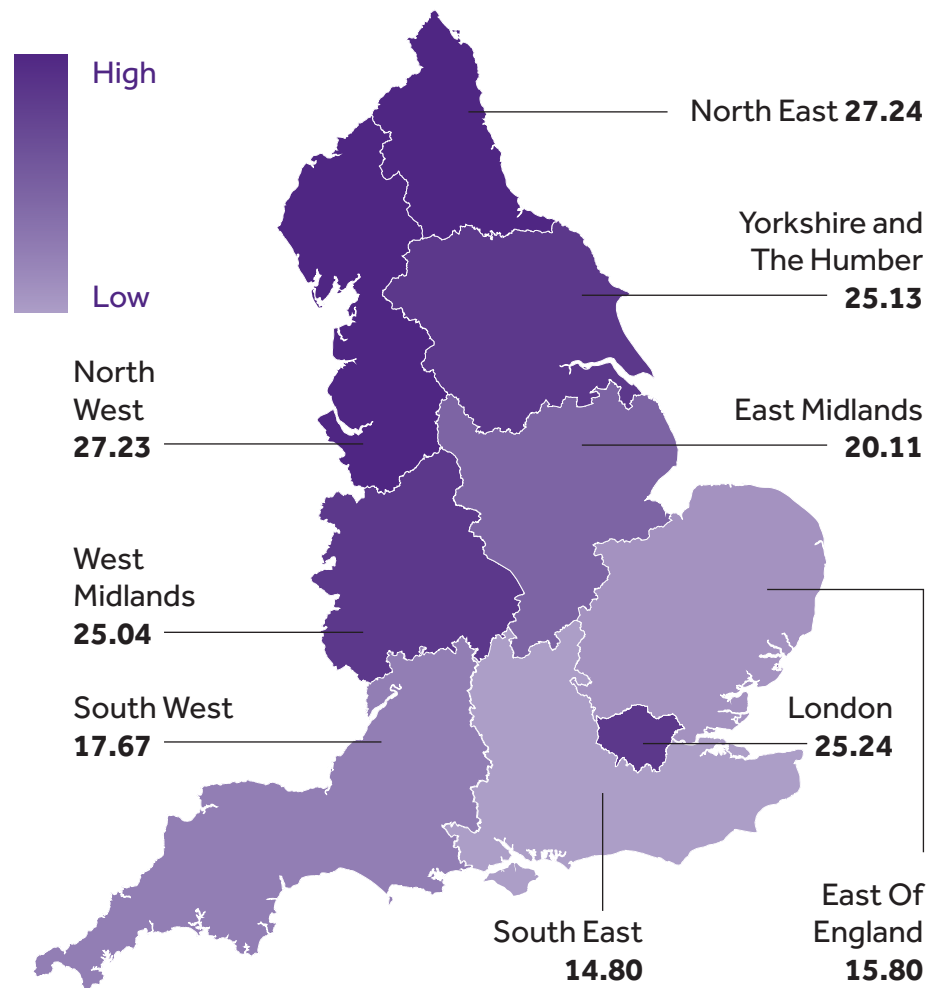 High
Low
North East 27.24
Yorkshire and
The Humber
25.13
North
West
27.23
East Midlands
20.11
West
Midlands
25.04
South West
17.67
London
25.24
South East
14.80
East Of
England
15.80